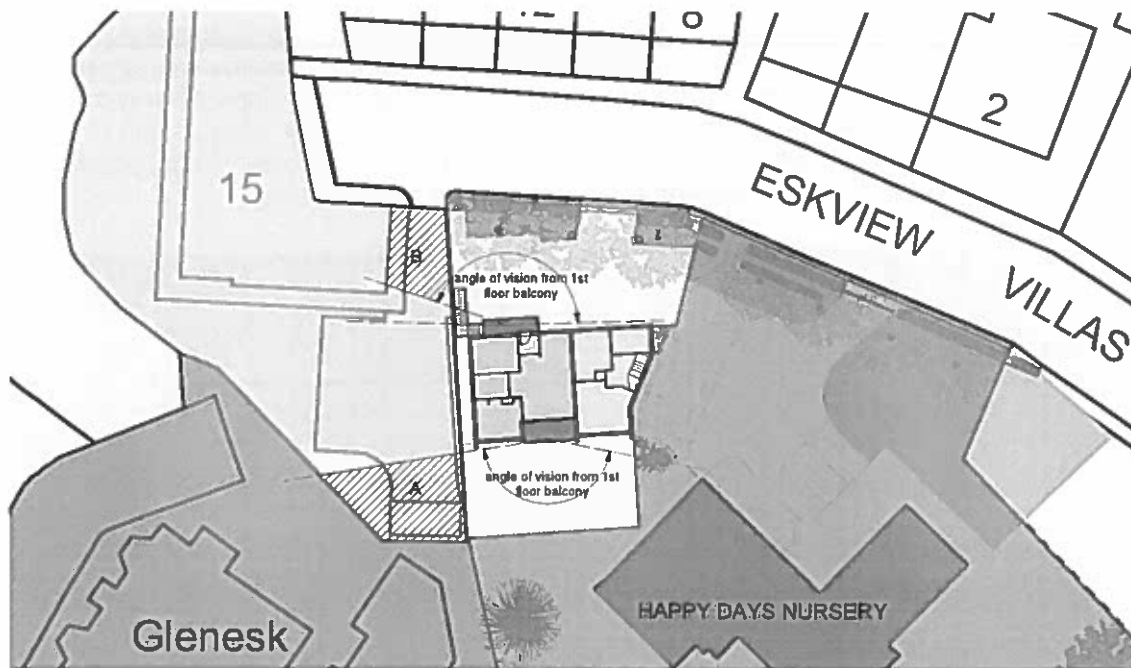 8
2
15
ESKVIEW
VILLAS
B
angle of vision from 1st
floor balcony
A
angle of vision from 1st
floor balcony
HAPPY DAYS NURSERY
Glenesk